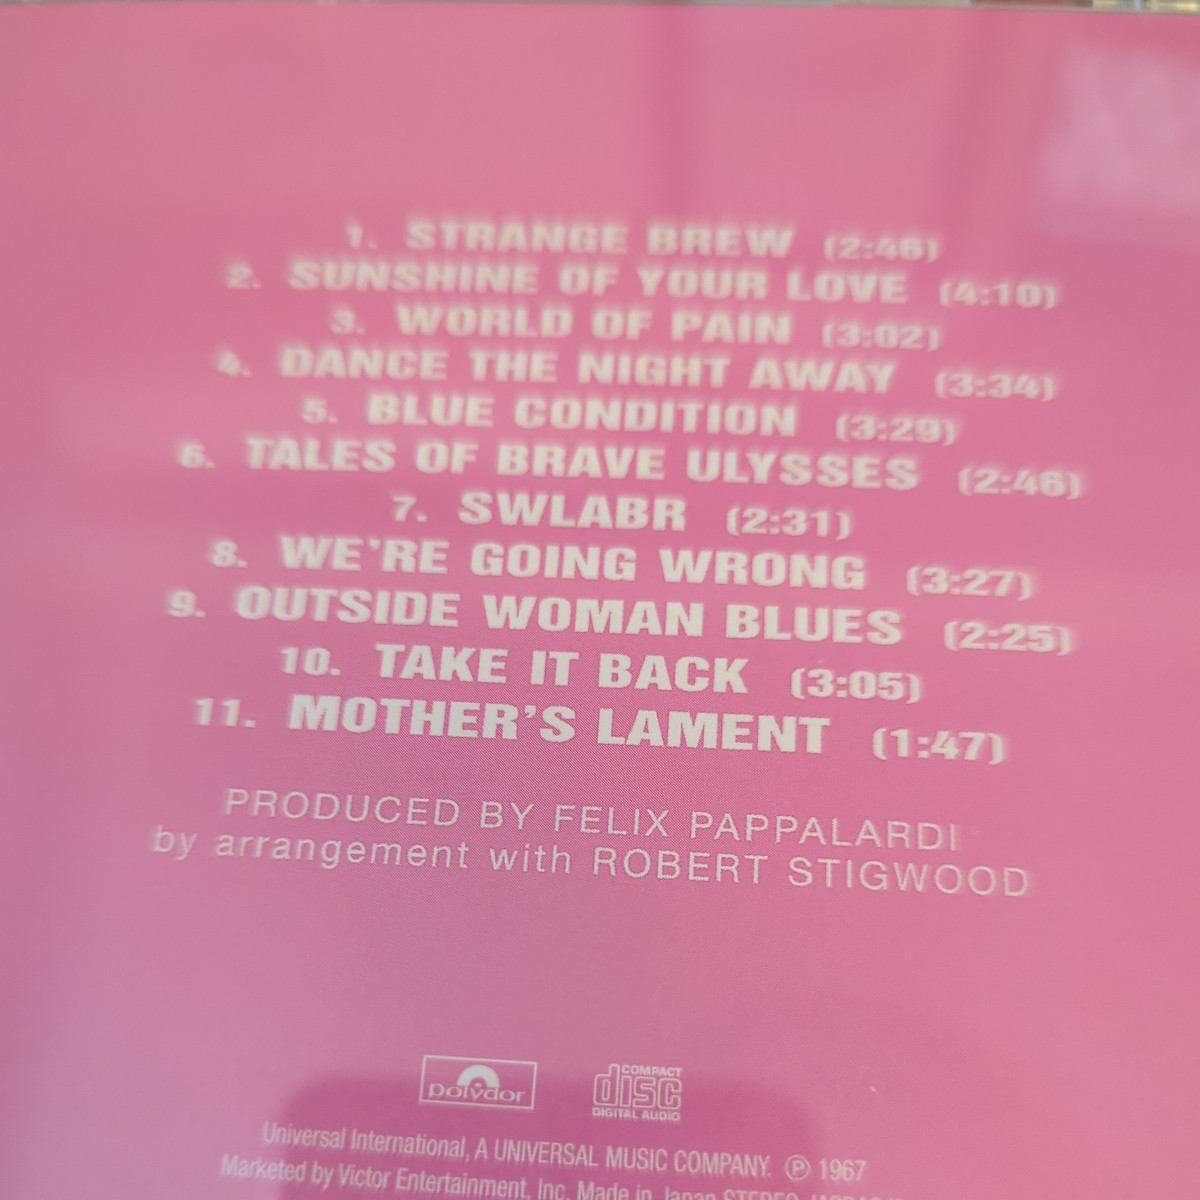 1. STRANGE BREW (2:46)
2. SUNSHINE OF YOUR LOVE (4:10)
3. WORLD OF PAIN (3:02)
4. DANCE THE NIGHT AWAY (3:34)
5. BLUE CONDITION (3:29)
6. TALES OF BRAVE ULYSSES (2:46)
7. SWLABR (2:31)
8. WE'RE GOING WRONG (3:27)
9. OUTSIDE WOMAN BLUES (2:25)
10. TAKE IT BACK (3:05)
11. MOTHER'S LAMENT (1:47)
PRODUCED BY FELIX PAPPALARDI
by arrangement with ROBERT STIGWOOD
polydor
COMPACT
disc
DIGITAL AUDIO
Universal International, A UNIVERSAL MUSIC COMPANY. ℗ 1967
Marketed by Victor Entertainment, Inc. Made in Japan STEREO